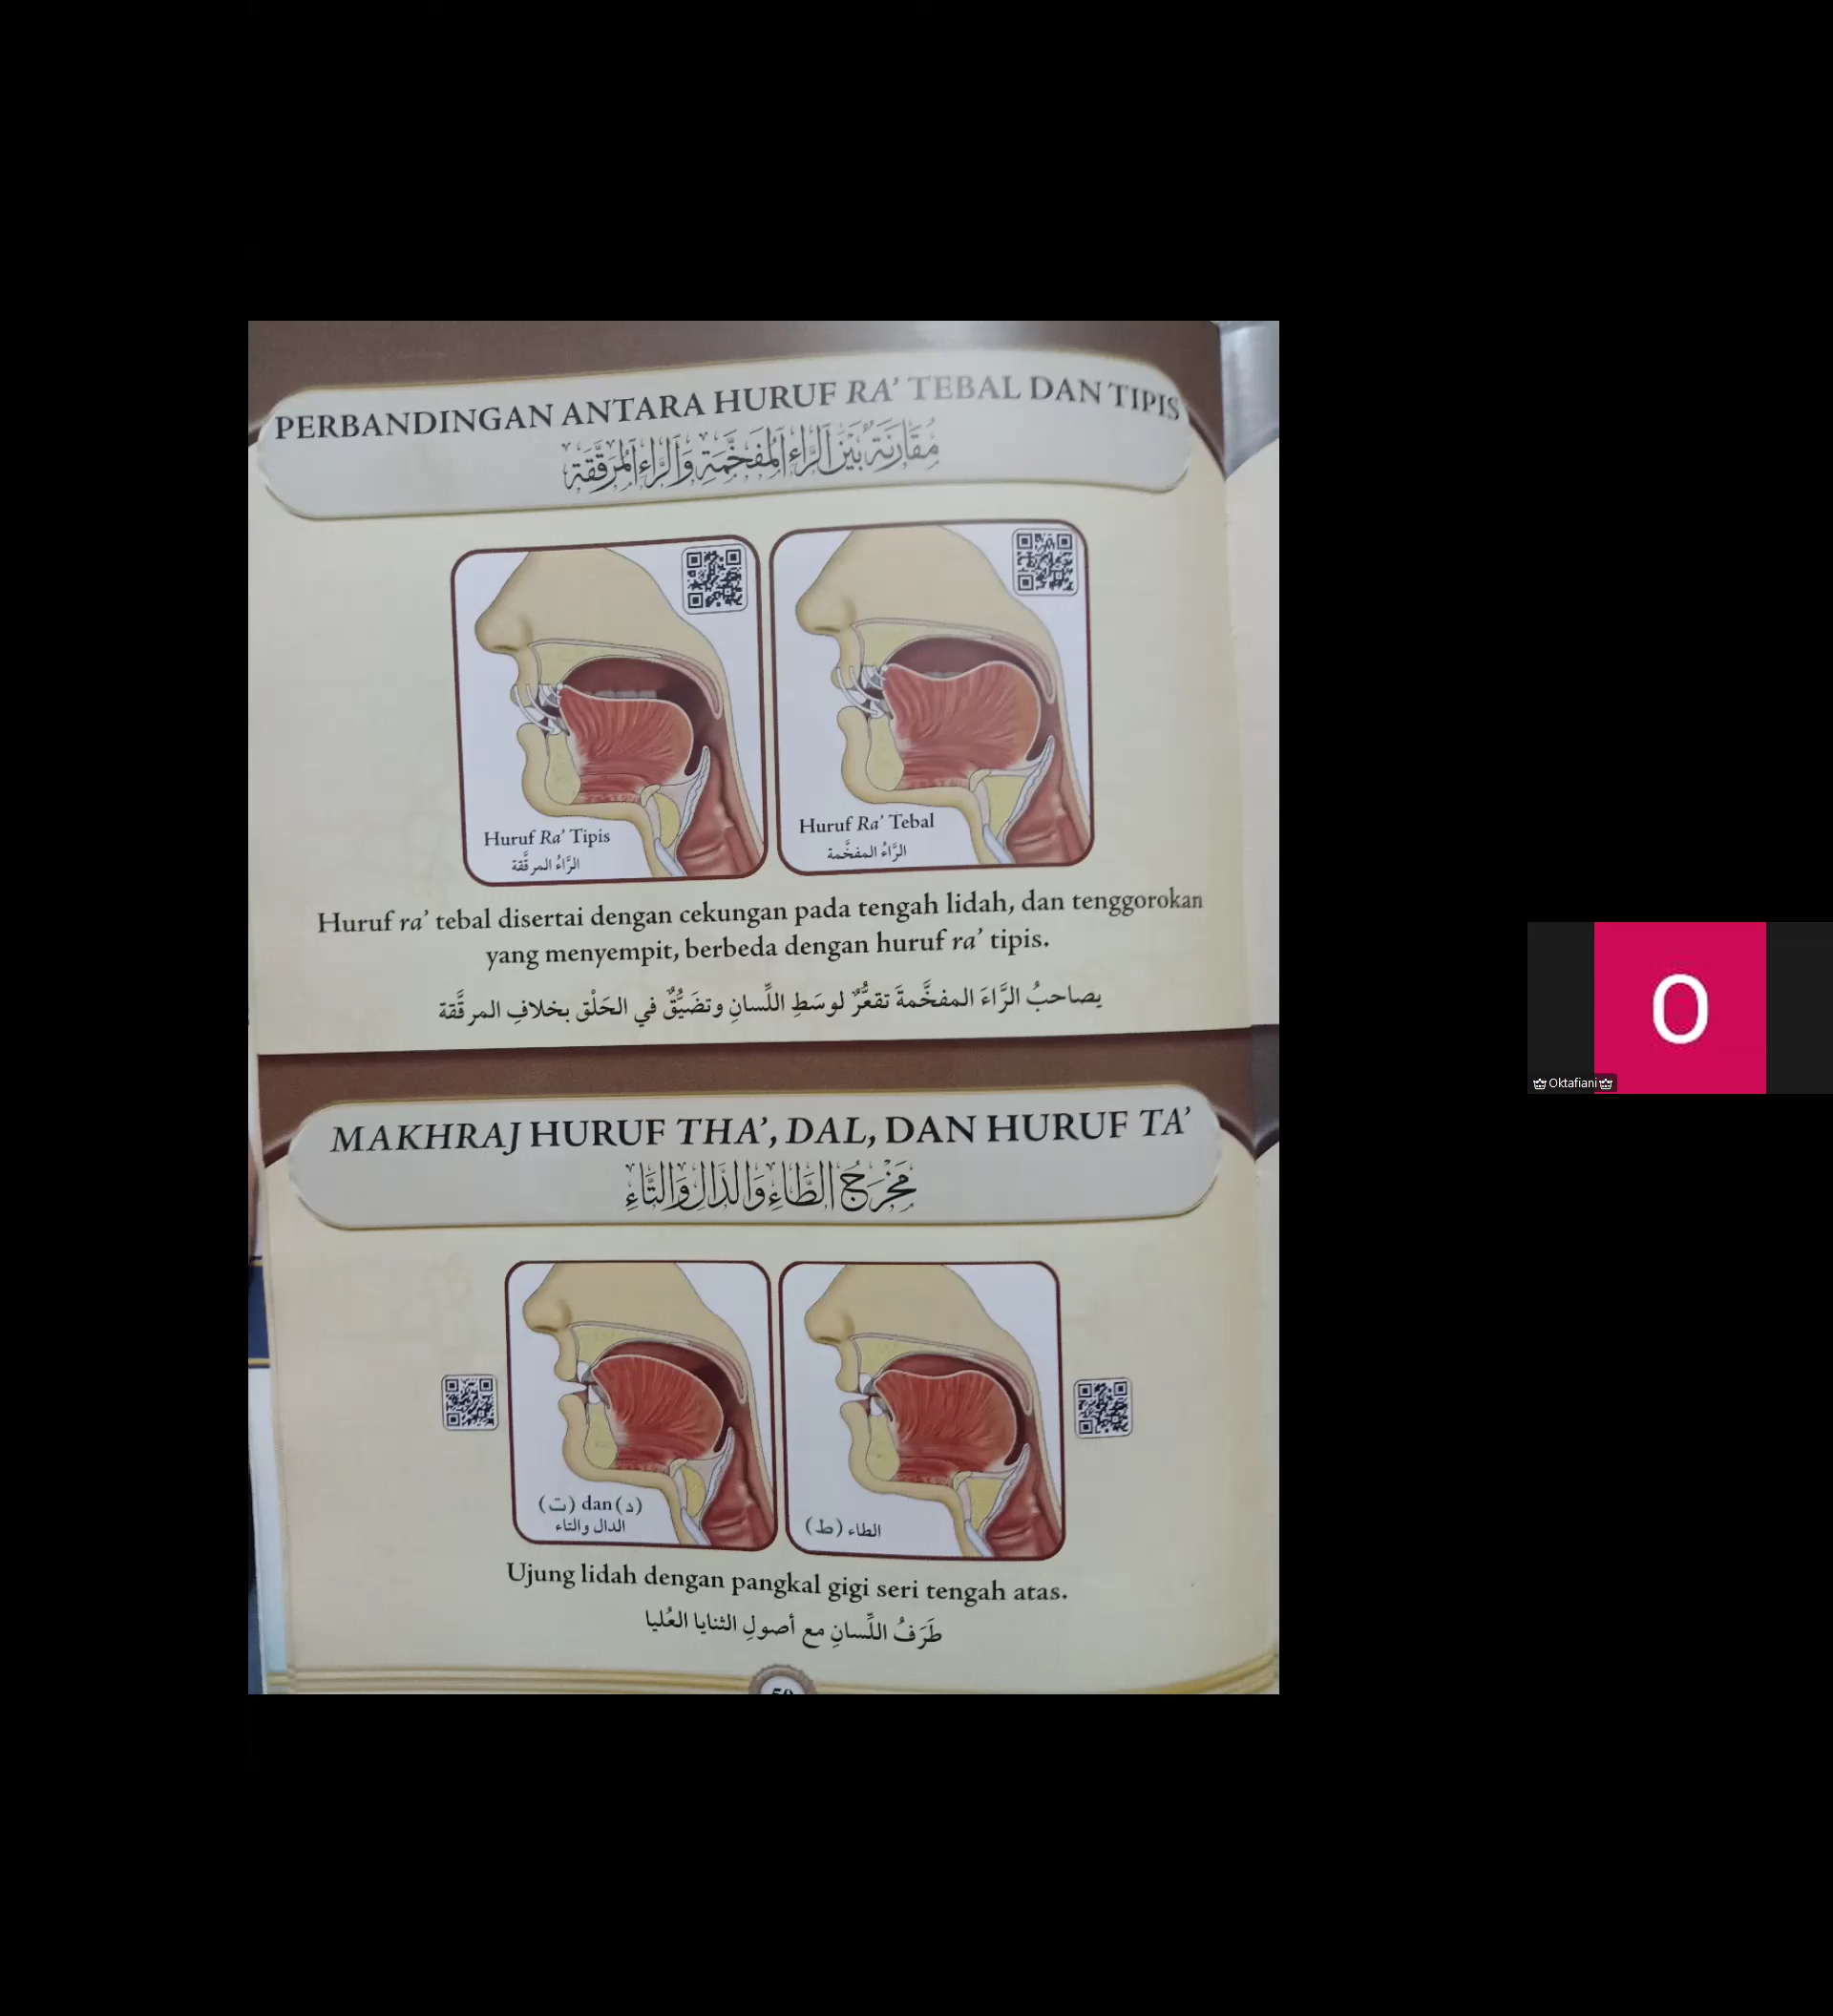 PERBANDINGAN ANTARA HURUF RA’ TEBAL DAN TIPIS
مُقَارَنَةٌ بَيْنَ الرَّاءِ المُفَخَّمَةِ وَالرَّاءِ المُرَقَّقَةِ
Huruf Ra’ Tipis
الرَّاءُ المرقَّقة
Huruf Ra’ Tebal
الرَّاءُ المفخَّمة
Huruf ra’ tebal disertai dengan cekungan pada tengah lidah, dan tenggorokan
yang menyempit, berbeda dengan huruf ra’ tipis.
يصاحبُ الرَّاءَ المفخَّمةَ تقعُّرٌ لوسَطِ اللِّسانِ وتضَيُّقٌ في الحَلْق بخلافِ المرقَّقة
MAKHRAJ HURUF THA’, DAL, DAN HURUF TA’
مَخْرَجُ الطَّاءِ وَالدَّالِ وَالتَّاءِ
(ت) dan (د)
الدال والتاء
الطاء (ط)
Ujung lidah dengan pangkal gigi seri tengah atas.
طَرَفُ اللِّسانِ مع أصولِ الثنايا العُليا
Oktafiani
O